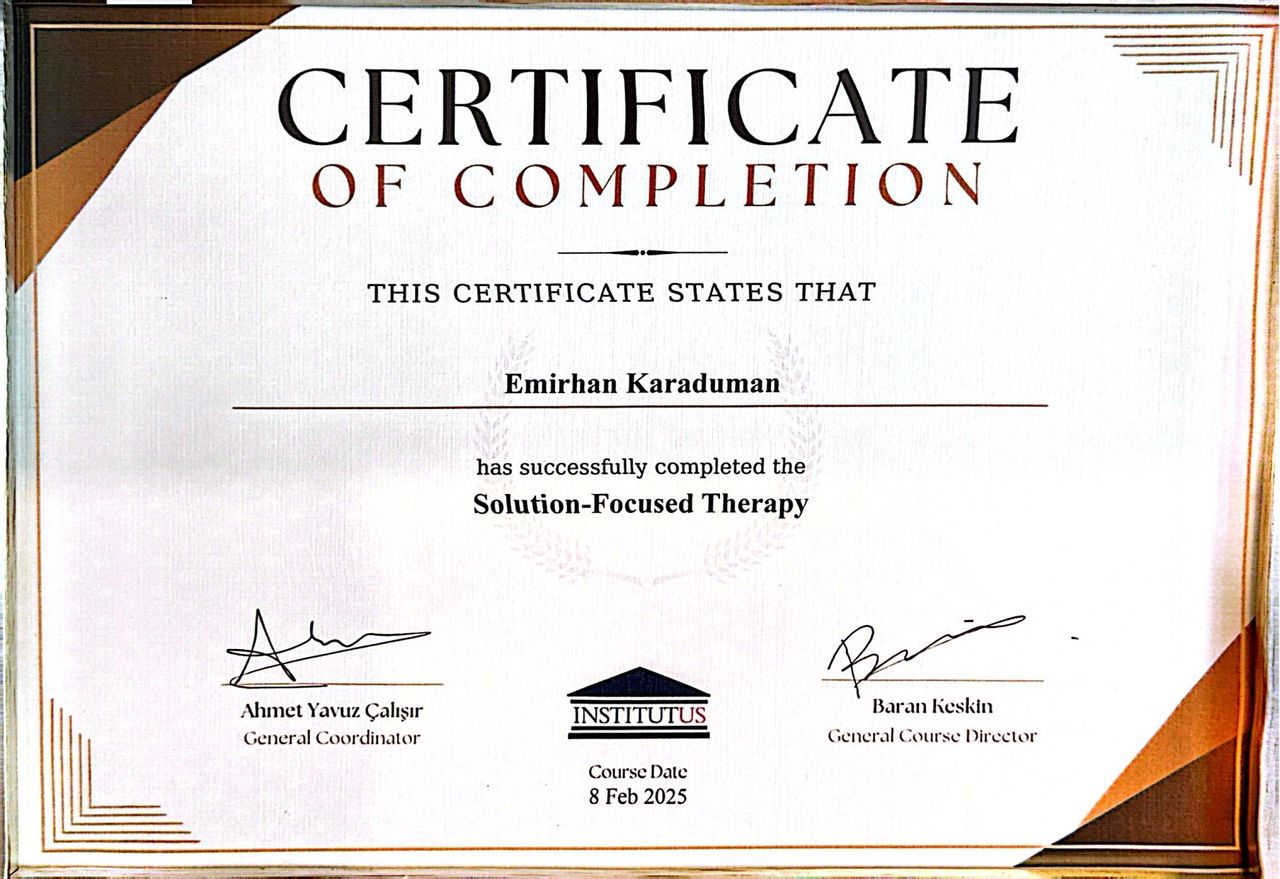 CERTIFICATE
OF COMPLETION
THIS CERTIFICATE STATES THAT
Emirhan Karaduman
has successfully completed the
Solution-Focused Therapy
Ahmet Yavuz Çalışır
General Coordinator
INSTITUTUS
Baran Keskin
General Course Director
Course Date
8 Feb 2025